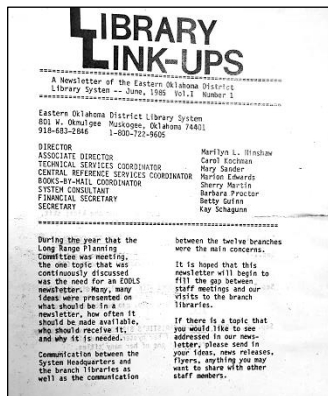 LIBRARY
LINK-UPS
A Newsletter of the Eastern Oklahoma District
Library System -- June, 1985 Vol.I Number 1
Eastern Oklahoma District Library System
801 W. Okmulgee Muskogee, Oklahoma 74401
918-683-2846 1-800-722-9605
DIRECTOR Marilyn L. Hinshaw
ASSOCIATE DIRECTOR Carol Kochman
TECHNICAL SERVICES COORDINATOR Mary Sander
CENTRAL REFERENCE SERVICES COORDINATOR Marion Edwards
BOOKS-BY-MAIL COORDINATOR Sherry Martin
SYSTEM CONSULTANT Barbara Proctor
FINANCIAL SECRETARY Betty Guinn
SECRETARY Kay Schagunn
During the year that the
Long Range Planning
Committee was meeting,
the one topic that was
continuously discussed
was the need for an EODLS
newsletter. Many, many
ideas were presented on
what should be in a
newsletter, how often it
should be made available,
who should receive it,
and why it is needed.
Communication between the
System Headquarters and
the branch libraries as
well as the communication
between the twelve branches
were the main concerns.
It is hoped that this
newsletter will begin to
fill the gap between
staff meetings and our
visits to the branch
libraries.
If there is a topic that
you would like to see
addressed in our news-
letter, please send in
your ideas, news releases,
flyers, anything you may
want to share with other
staff members.